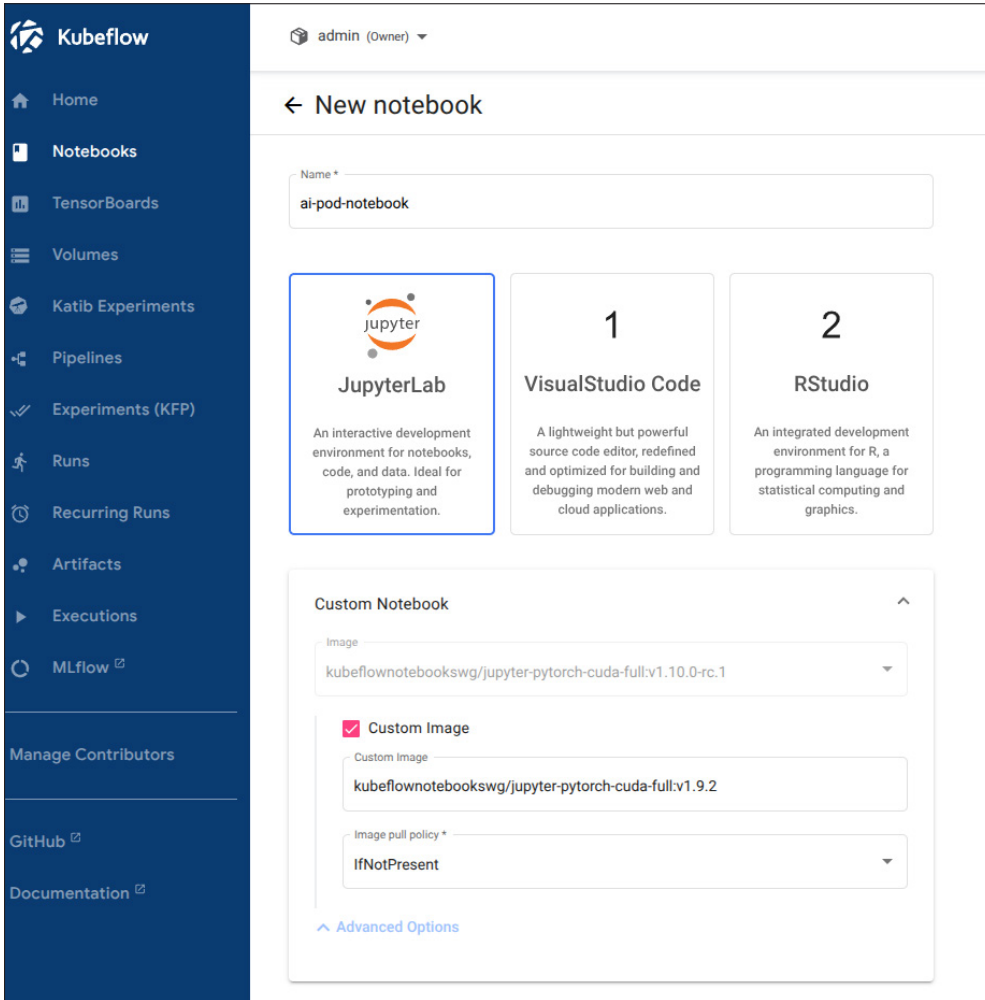 Kubeflow
admin (Owner)
Home
Notebooks
TensorBoards
Volumes
Katib Experiments
Pipelines
Experiments (KFP)
Runs
Recurring Runs
Artifacts
Executions
MLflow
Manage Contributors
GitHub
Documentation
New notebook
Name *
ai-pod-notebook
jupyter
JupyterLab
An interactive development
environment for notebooks,
code, and data. Ideal for
prototyping and
experimentation.
1
VisualStudio Code
A lightweight but powerful
source code editor, redefined
and optimized for building and
debugging modern web and
cloud applications.
2
RStudio
An integrated development
environment for R, a
programming language for
statistical computing and
graphics.
Custom Notebook
Image
kubeflownotebookswg/jupyter-pytorch-cuda-full:v1.10.0-rc.1
Custom Image
Custom Image
kubeflownotebookswg/jupyter-pytorch-cuda-full:v1.9.2
Image pull policy *
IfNotPresent
Advanced Options